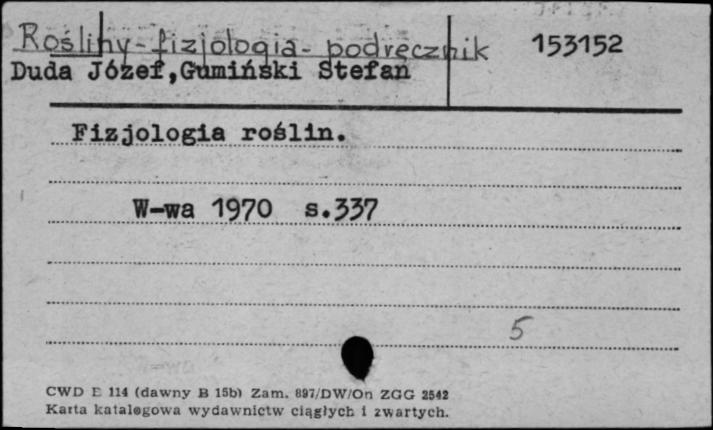 Rośliny - fizjologia - podręcznik 153152
Duda Józef,Gumiński Stefan
Fizjologia roślin.
W-wa 1970 s.337
5
CWD E 114 (dawny B 15b) Zam. 897/DW/On ZGG 2542
Karta katalogowa wydawnictw ciągłych i zwartych.